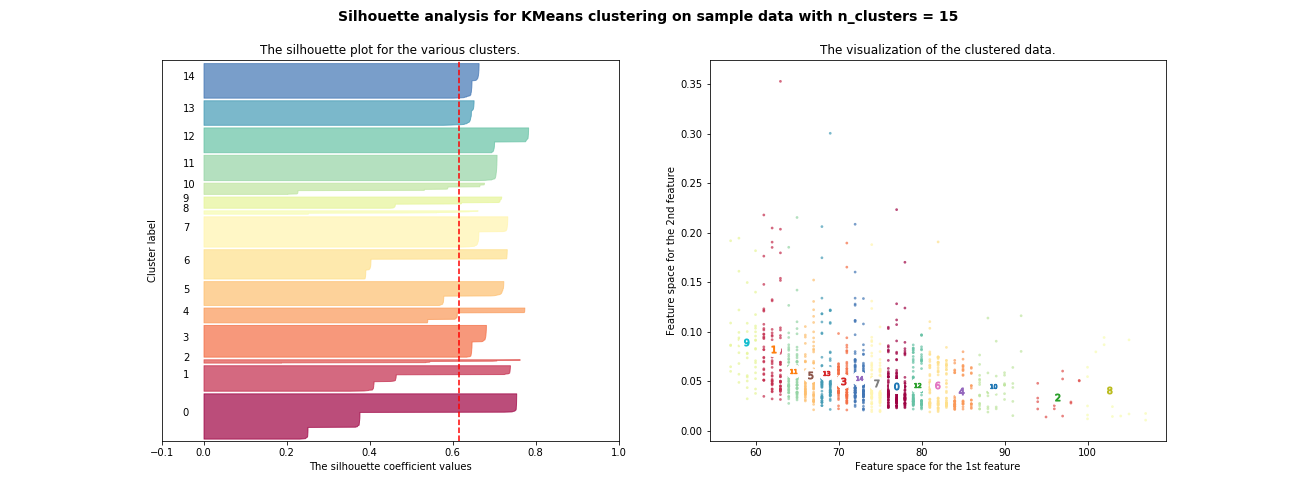 Silhouette analysis for KMeans clustering on sample data with n_clusters = 15
The silhouette plot for the various clusters.
14
13
12
11
10
9
8
7
6
5
4
3
2
1
0
Cluster label
-0.1 0.0 0.2 0.4 0.6 0.8 1.0
The silhouette coefficient values
The visualization of the clustered data.
0.35
0.30
0.25
0.20
0.15
0.10
0.05
0.00
Feature space for the 2nd feature
9 1 11 5 13 3 14 7 0 12 6 4 10 2 8
60 70 80 90 100
Feature space for the 1st feature